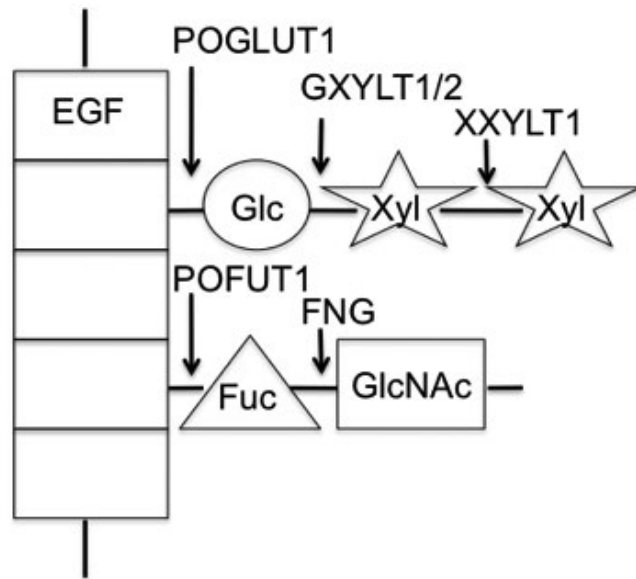 POGLUT1
GXYLT1/2
EGF
XXYLT1
Glc
Xyl
Xyl
POFUT1
FNG
Fuc
GlcNAc